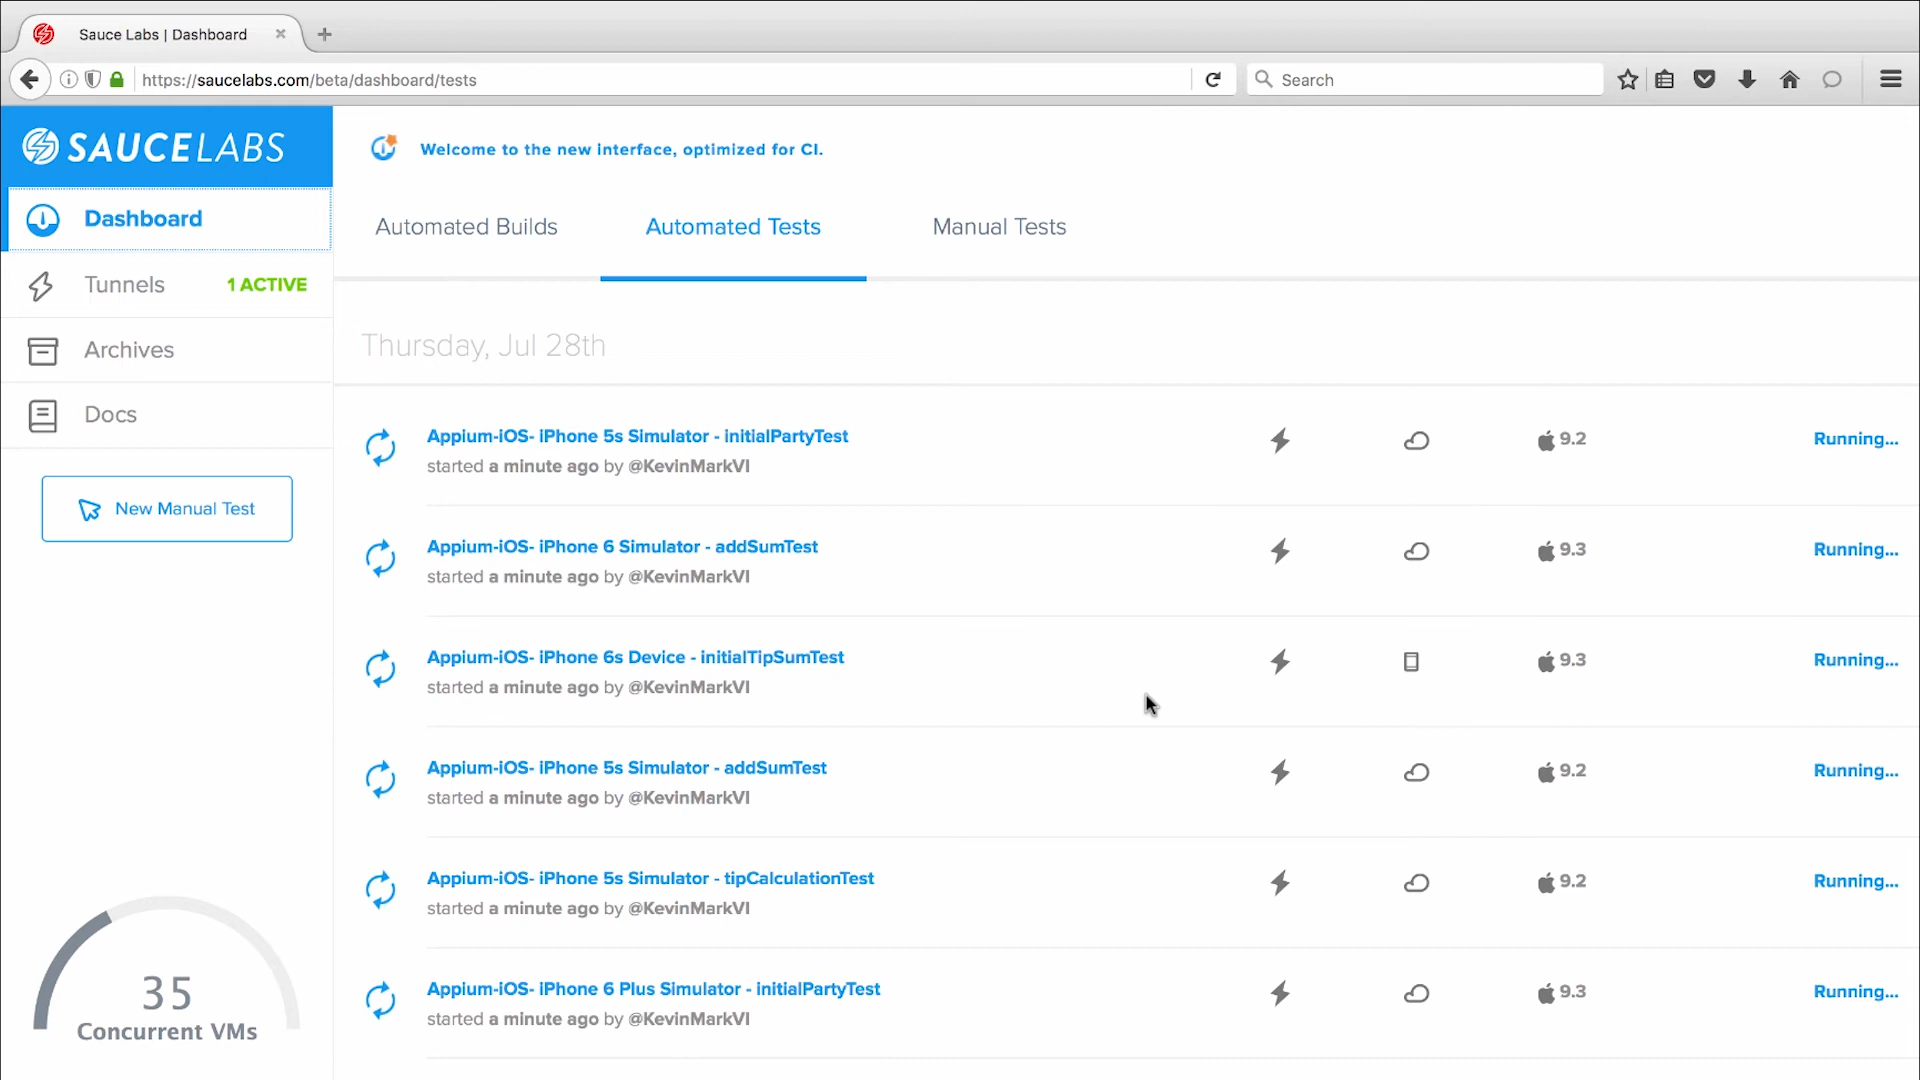 Sauce Labs | Dashboard
https://saucelabs.com/beta/dashboard/tests
Search
SAUCELABS
Welcome to the new interface, optimized for CI.
Dashboard
Automated Builds
Automated Tests
Manual Tests
Tunnels
1 ACTIVE
Archives
Docs
New Manual Test
35
Concurrent VMs
Thursday, Jul 28th
Appium-iOS- iPhone 5s Simulator - initialPartyTest
9.2
Running...
started a minute ago by @KevinMarkVI
Appium-iOS- iPhone 6 Simulator - addSumTest
9.3
Running...
started a minute ago by @KevinMarkVI
Appium-iOS- iPhone 6s Device - initialTipSumTest
9.3
Running...
started a minute ago by @KevinMarkVI
Appium-iOS- iPhone 5s Simulator - addSumTest
9.2
Running...
started a minute ago by @KevinMarkVI
Appium-iOS- iPhone 5s Simulator - tipCalculationTest
9.2
Running...
started a minute ago by @KevinMarkVI
Appium-iOS- iPhone 6 Plus Simulator - initialPartyTest
9.3
Running...
started a minute ago by @KevinMarkVI